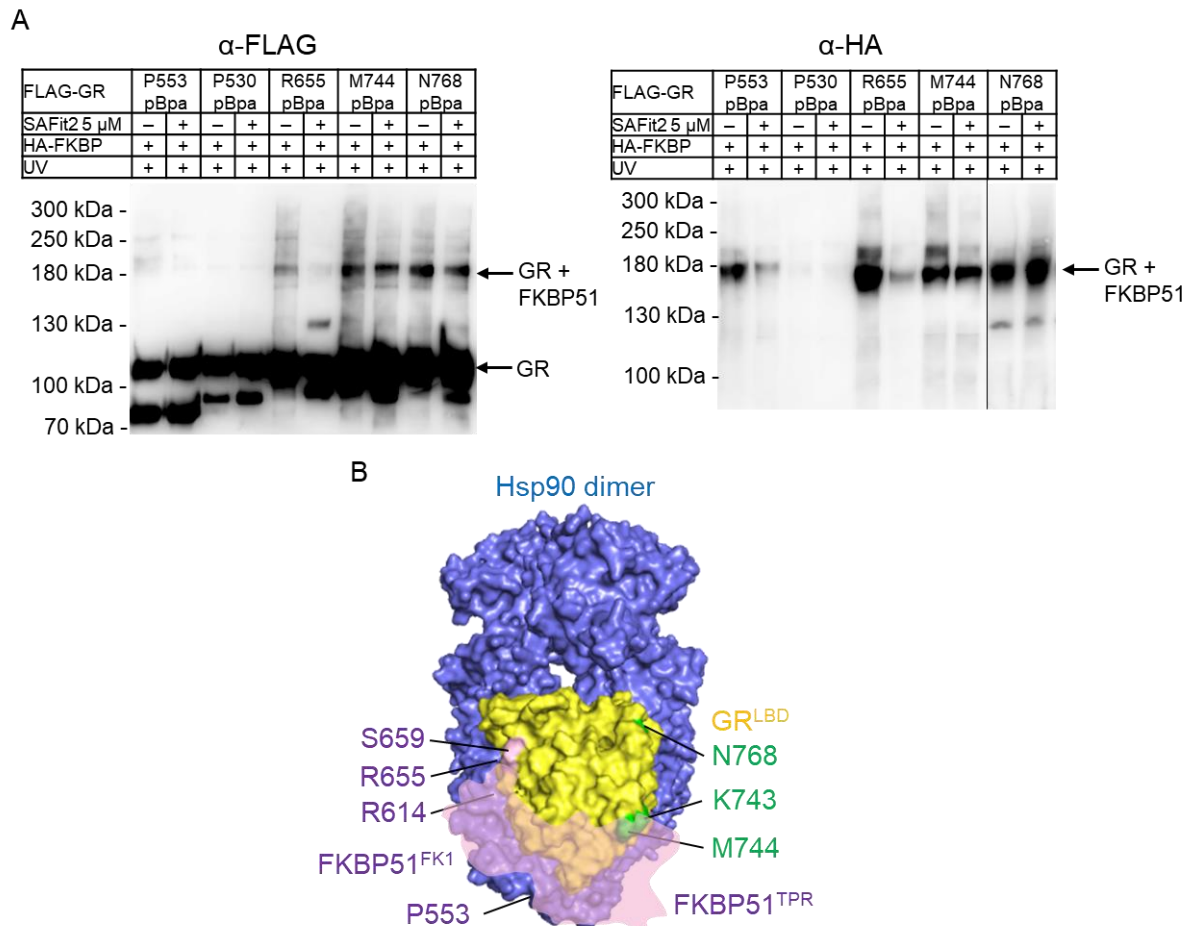 A
α-FLAG
FLAG-GR P553 pBpa P530 pBpa R655 pBpa M744 pBpa N768 pBpa
SAFit2 5 µM – + – + – + – + – +
HA-FKBP + + + + + + + + + +
UV + + + + + + + + + +
300 kDa -
250 kDa -
180 kDa -
130 kDa -
100 kDa -
70 kDa -
GR +
FKBP51
GR
α-HA
FLAG-GR P553 pBpa P530 pBpa R655 pBpa M744 pBpa N768 pBpa
SAFit2 5 µM – + – + – + – + – +
HA-FKBP + + + + + + + + + +
UV + + + + + + + + + +
300 kDa -
250 kDa -
180 kDa -
130 kDa -
100 kDa -
GR +
FKBP51
B
Hsp90 dimer
S659
R655
R614
FKBP51FK1
P553
GRLBD
N768
K743
M744
FKBP51TPR